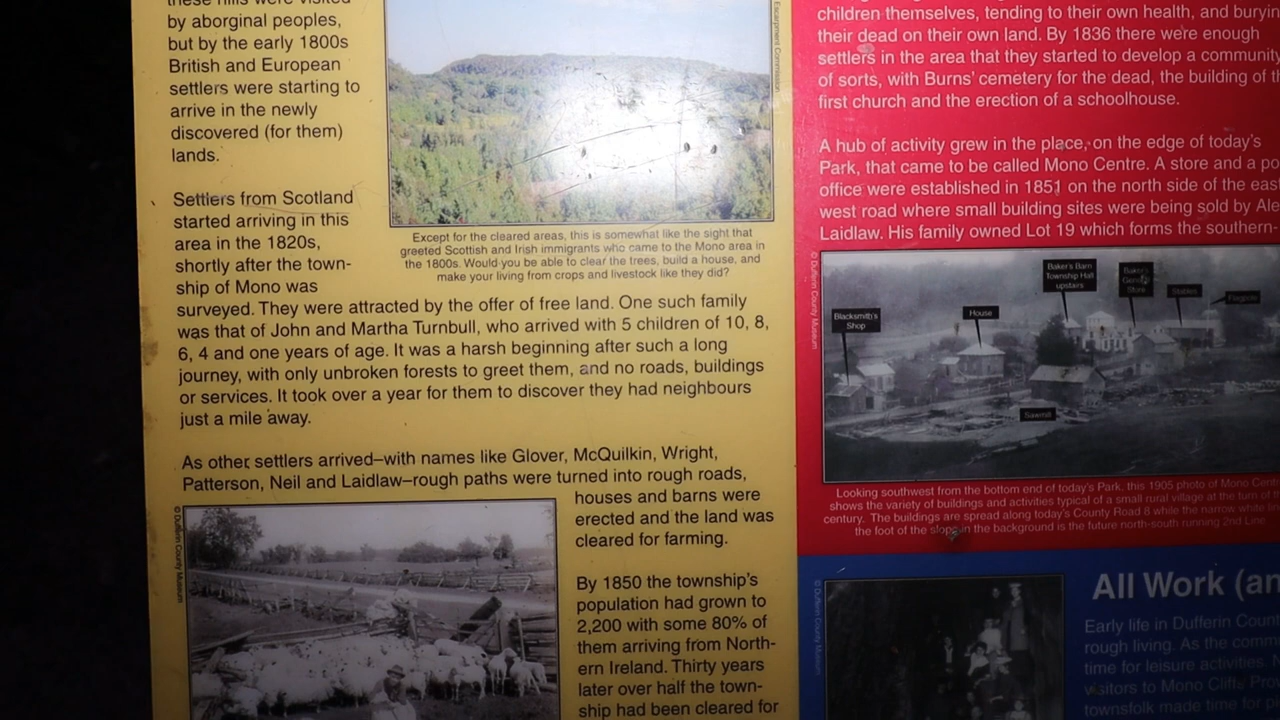 these hills were visited
by aboriginal peoples,
but by the early 1800s
British and European
settlers were starting to
arrive in the newly
discovered (for them)
lands.
Escarpment Commission
Except for the cleared areas, this is somewhat like the sight that
greeted Scottish and Irish immigrants who came to the Mono area in
the 1800s. Would you be able to clear the trees, build a house, and
make your living from crops and livestock like they did?
Settlers from Scotland
started arriving in this
area in the 1820s,
shortly after the town-
ship of Mono was
surveyed. They were attracted by the offer of free land. One such family
was that of John and Martha Turnbull, who arrived with 5 children of 10, 8,
6, 4 and one years of age. It was a harsh beginning after such a long
journey, with only unbroken forests to greet them, and no roads, buildings
or services. It took over a year for them to discover they had neighbours
just a mile away.
As other settlers arrived–with names like Glover, McQuilkin, Wright,
Patterson, Neil and Laidlaw–rough paths were turned into rough roads,
houses and barns were
erected and the land was
cleared for farming.
© Dufferin County Museum
By 1850 the township's
population had grown to
2,200 with some 80% of
them arriving from North-
ern Ireland. Thirty years
later over half the town-
ship had been cleared for
children themselves, tending to their own health, and buryin
their dead on their own land. By 1836 there were enough
settlers in the area that they started to develop a community
of sorts, with Burns' cemetery for the dead, the building of th
first church and the erection of a schoolhouse.
A hub of activity grew in the place, on the edge of today's
Park, that came to be called Mono Centre. A store and a po
office were established in 1851 on the north side of the eas
west road where small building sites were being sold by Ale
Laidlaw. His family owned Lot 19 which forms the southern-
© Dufferin County Museum
Blacksmith's
Shop
House
Baker's Barn
Township Hall
upstairs
Baker's
General
Store
Stables
Flagpole
Sawmill
Looking southwest from the bottom end of today's Park, this 1905 photo of Mono Cent
shows the variety of buildings and activities typical of a small rural village at the turn of
century. The buildings are spread along today's County Road 8 while the narrow white
the foot of the slope in the background is the future north-south running 2nd Line
© Dufferin County Museum
All Work (an
Early life in Dufferin Coun
rough living. As the comm
time for leisure activities.
visitors to Mono Cliffs Prov
townsfolk made time for